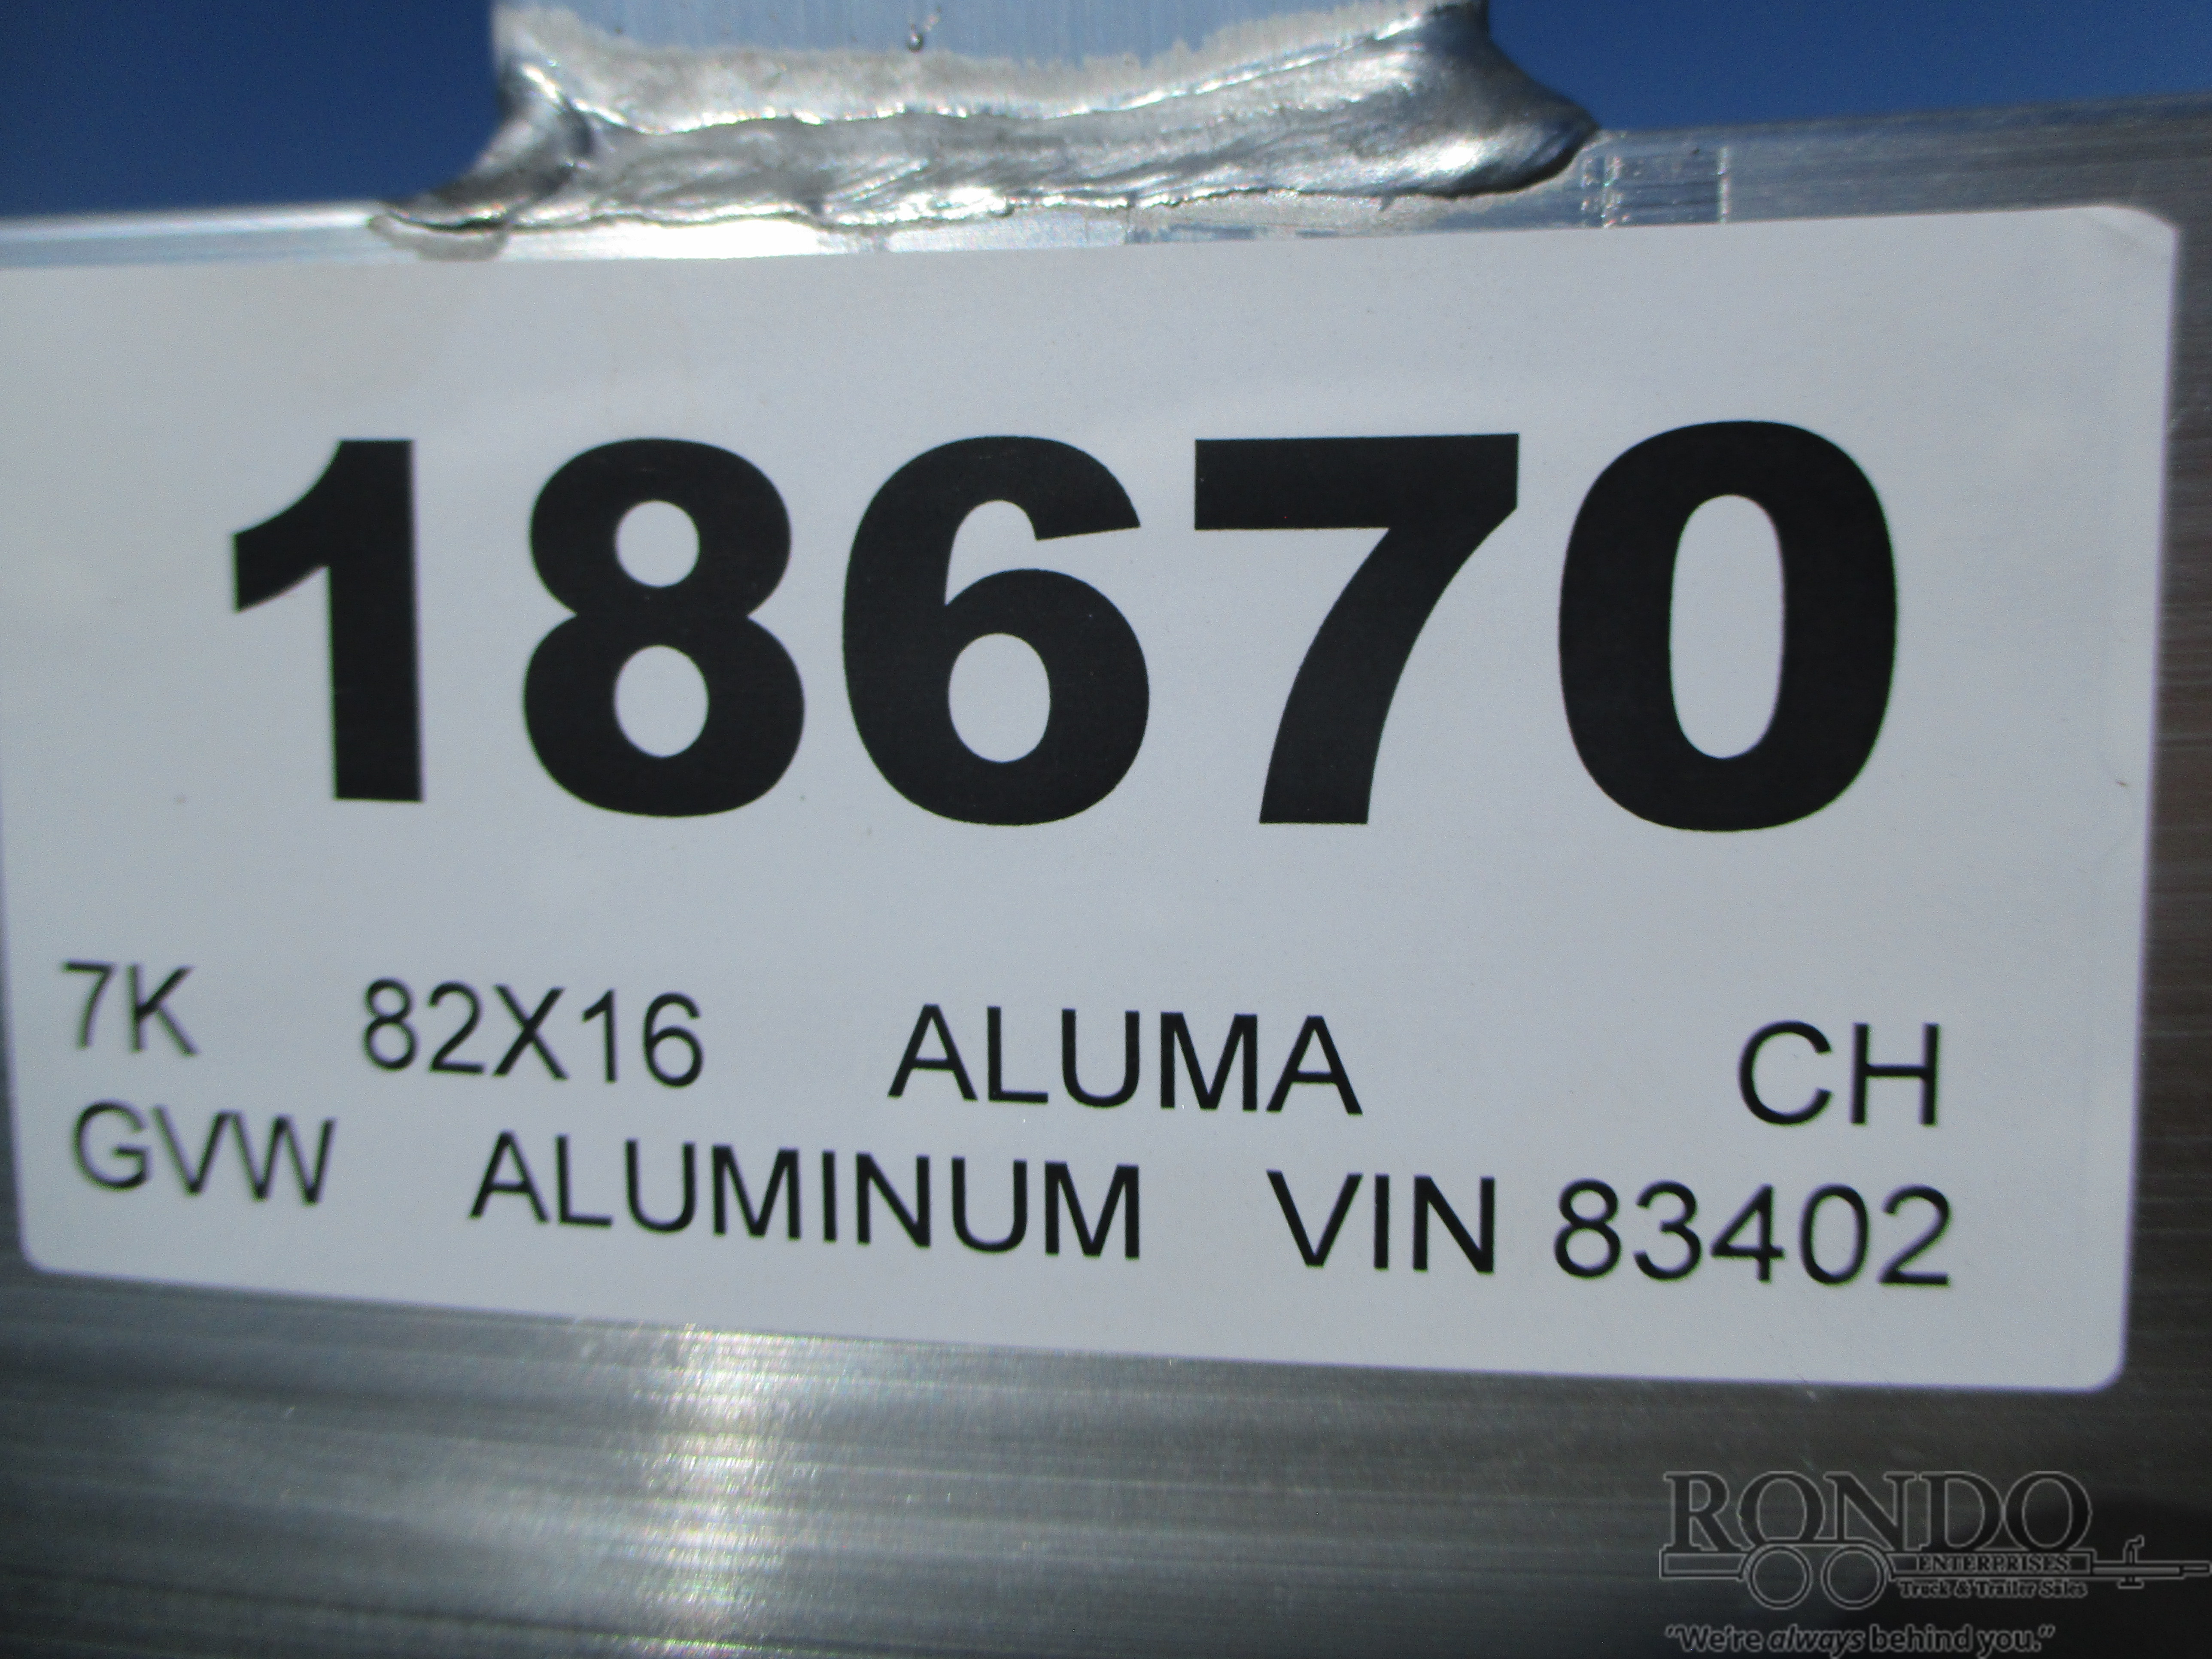 18670
7K 82X16 ALUMA CH
GVW ALUMINUM VIN 83402
RONDO
ENTERPRISES
Truck & Trailer Sales
"We're always behind you."